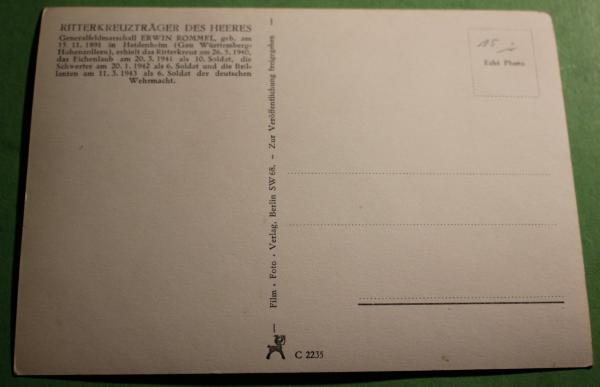 RITTERKREUZTRÄGER DES HEERES
Generalfeldmarschall ERWIN ROMMEL, geb. am
15. 11. 1891 in Heidenheim (Gau Württemberg-
Hohenzollern), erhielt das Ritterkreuz am 26. 5. 1940,
das Eichenlaub am 20. 3. 1941 als 10. Soldat, die
Schwerter am 20. 1. 1942 als 6. Soldat und die Bril-
lanten am 11. 3. 1943 als 6. Soldat der deutschen
Wehrmacht.
Film - Foto - Verlag, Berlin SW 68. – Zur Veröffentlichung freigegeben
15
Echt Photo
C 2235